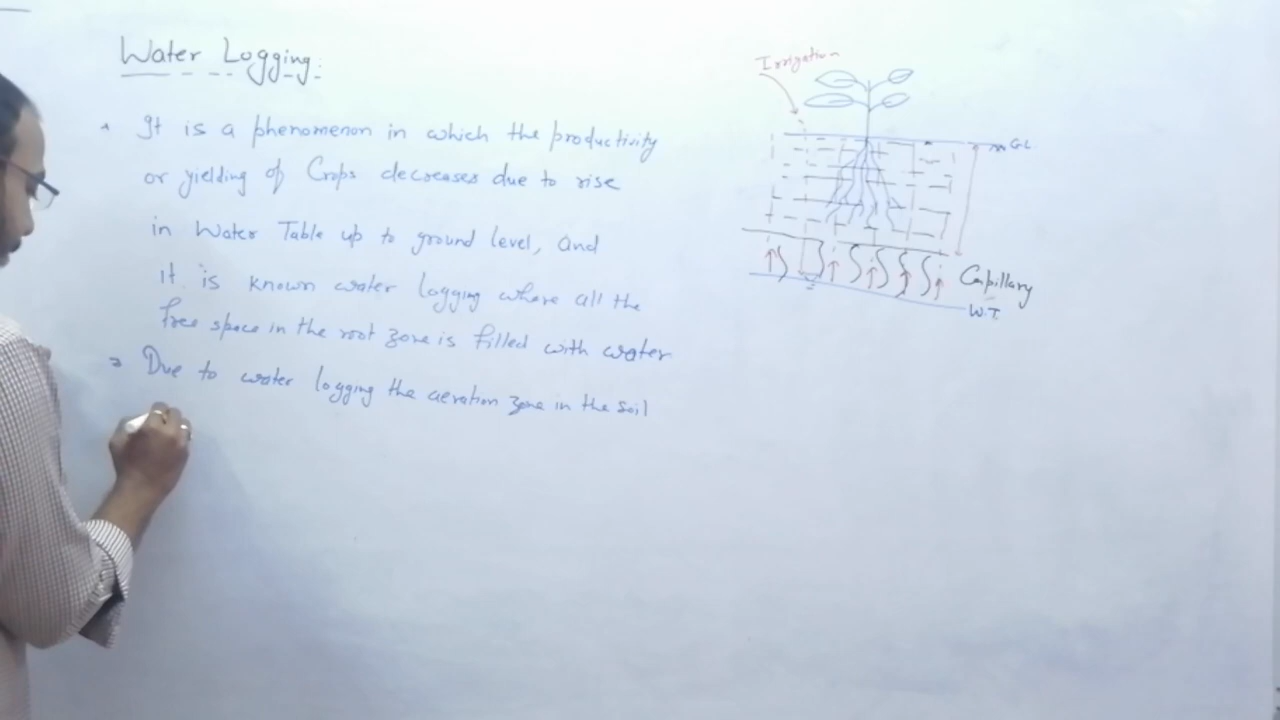 Water Logging:
It is a phenomenon in which the productivity
or yielding of Crops decreases due to rise
in Water Table up to ground level, and
it is known water logging where all the
free space in the root zone is filled with water
Due to water logging the aeration zone in the soil
Irrigation
G.L
Capillary
W.T.